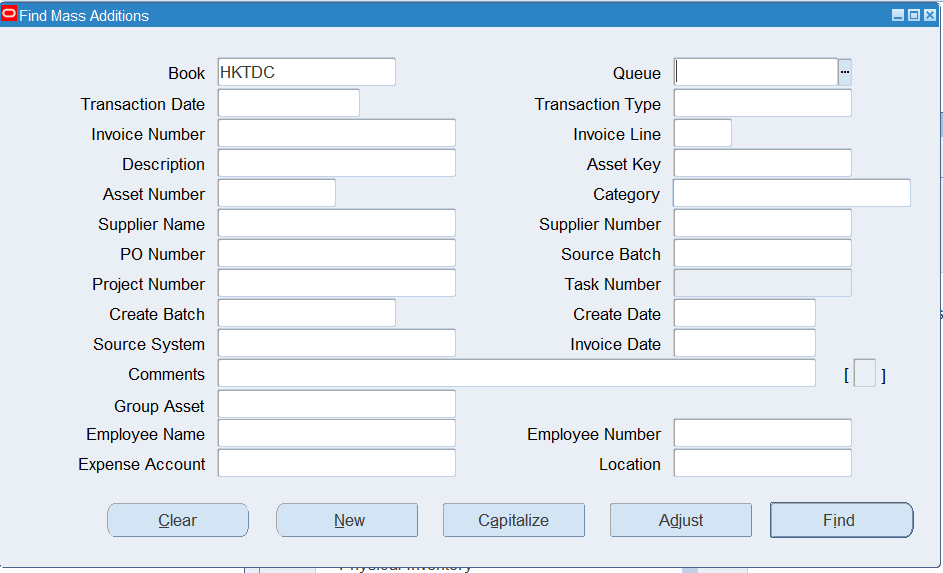 Find Mass Additions
Book HKTDC Queue ...
Transaction Date Transaction Type
Invoice Number Invoice Line
Description Asset Key
Asset Number Category
Supplier Name Supplier Number
PO Number Source Batch
Project Number Task Number
Create Batch Create Date
Source System Invoice Date
Comments [ ]
Group Asset
Employee Name Employee Number
Expense Account Location
Clear New Capitalize Adjust Find
Physical Inventory